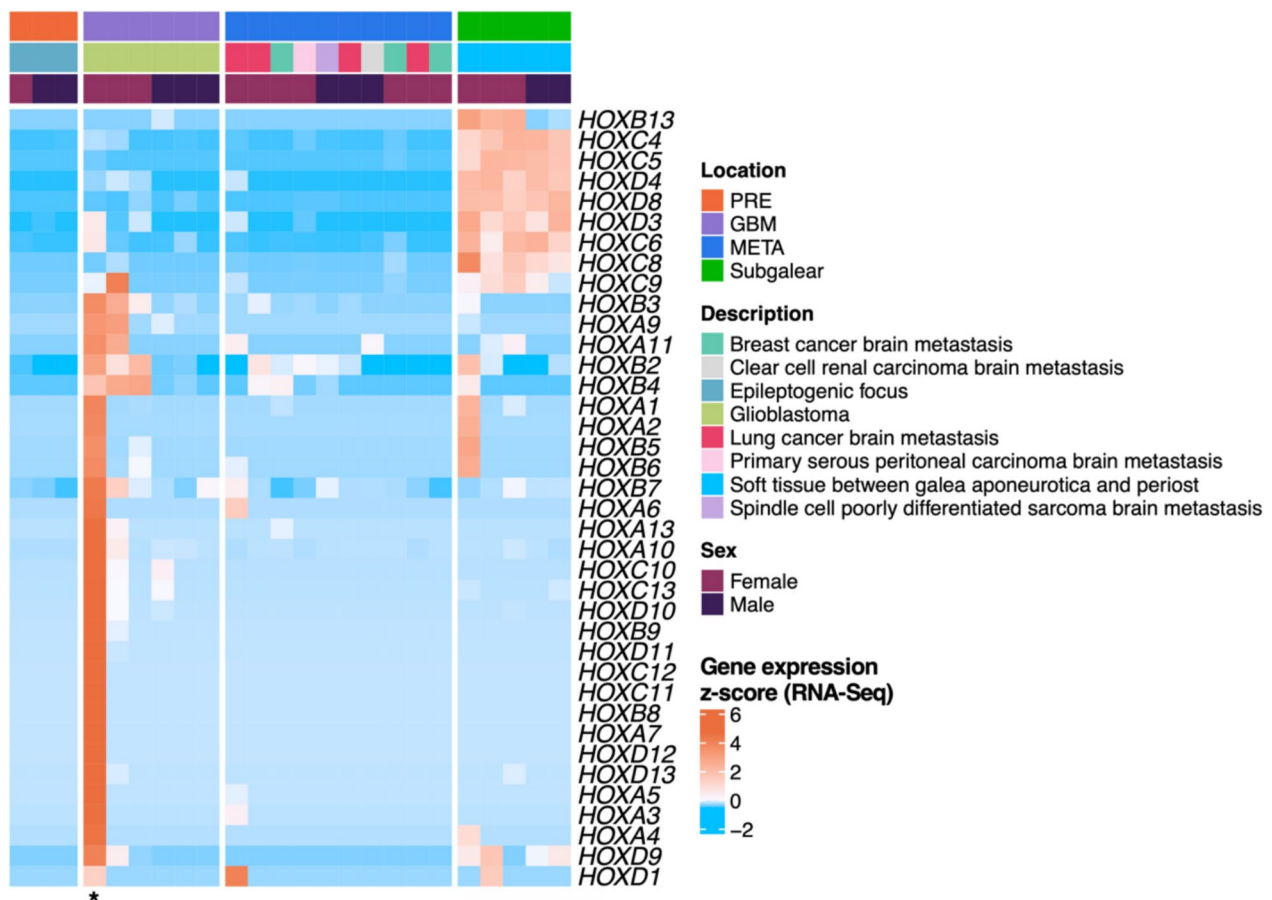 HOXB13
HOXC4
HOXC5
HOXD4
HOXD8
HOXD3
HOXC6
HOXC8
HOXC9
HOXB3
HOXA9
HOXA11
HOXB2
HOXB4
HOXA1
HOXA2
HOXB5
HOXB6
HOXB7
HOXA6
HOXA13
HOXA10
HOXC10
HOXC13
HOXD10
HOXB9
HOXD11
HOXC12
HOXC11
HOXB8
HOXA7
HOXD12
HOXD13
HOXA5
HOXA3
HOXA4
HOXD9
HOXD1
*
Location
PRE
GBM
META
Subgalear
Description
Breast cancer brain metastasis
Clear cell renal carcinoma brain metastasis
Epileptogenic focus
Glioblastoma
Lung cancer brain metastasis
Primary serous peritoneal carcinoma brain metastasis
Soft tissue between galea aponeurotica and periost
Spindle cell poorly differentiated sarcoma brain metastasis
Sex
Female
Male
Gene expression
z-score (RNA-Seq)
6
4
2
0
−2